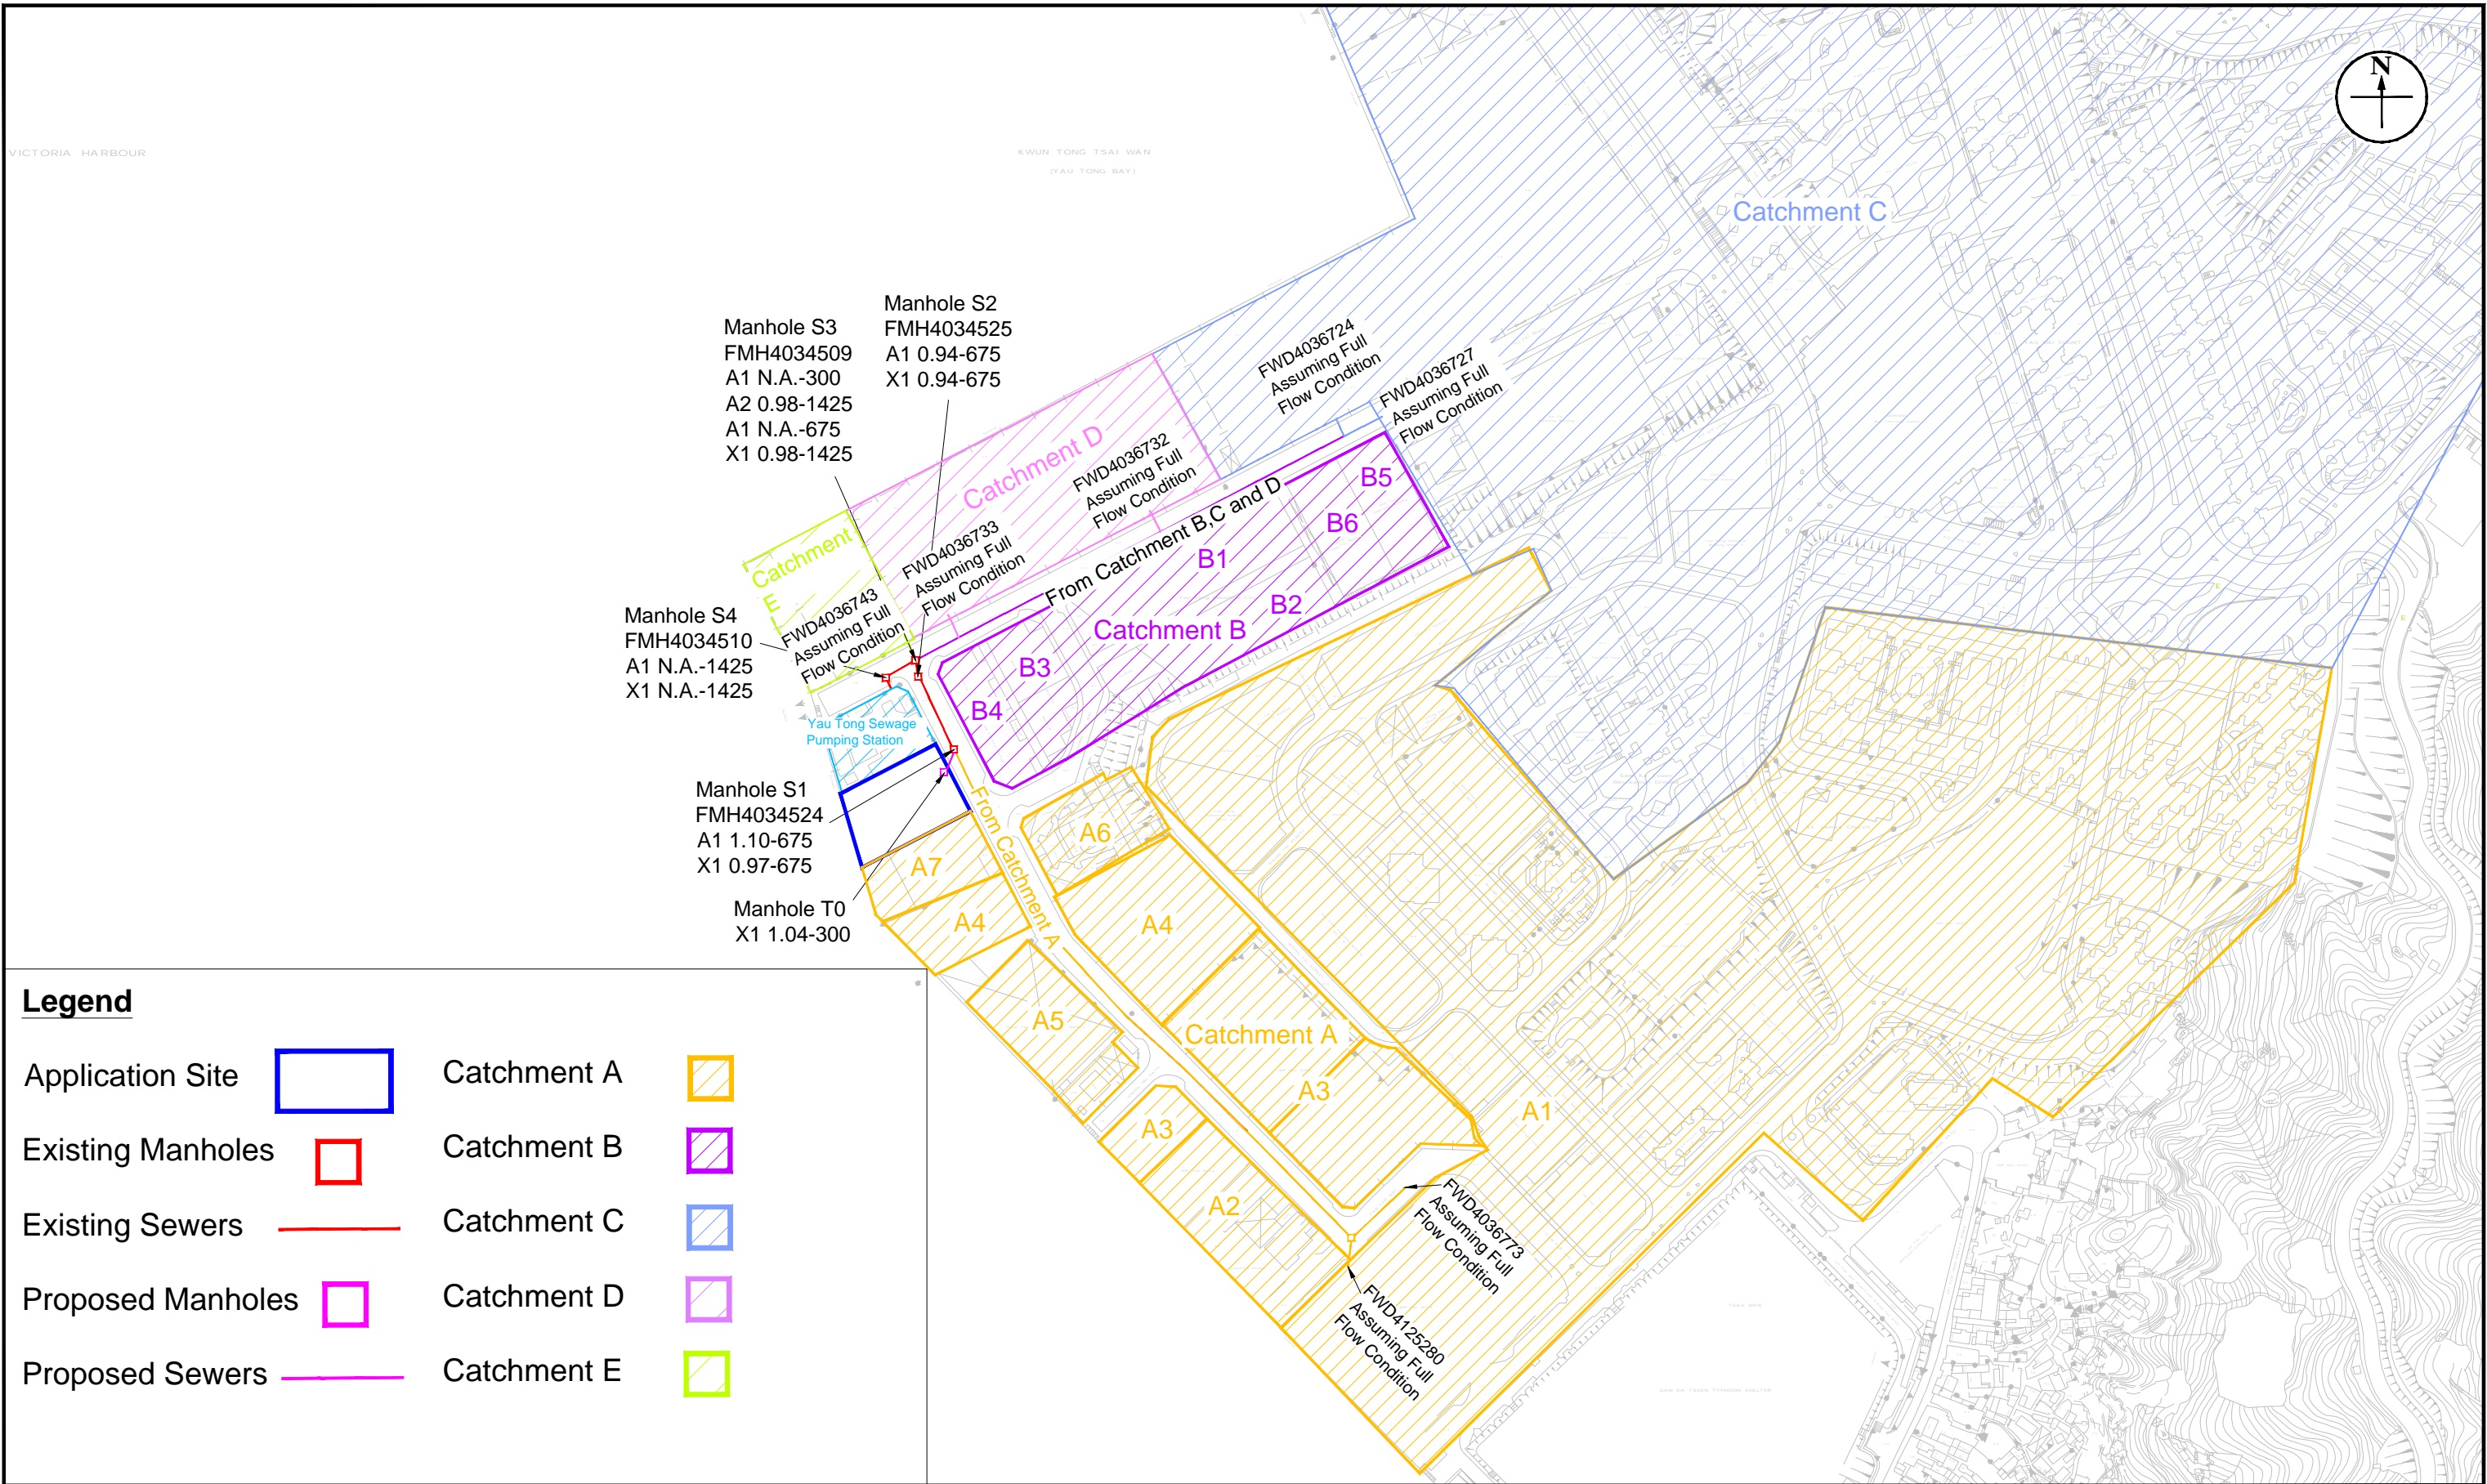 N
VICTORIA HARBOUR
KWUN TONG TSAI WAN
(YAU TONG BAY)
Catchment C
Manhole S2
FMH4034525
A1 0.94-675
X1 0.94-675
Manhole S3
FMH4034509
A1 N.A.-300
A2 0.98-1425
A1 N.A.-675
X1 0.98-1425
FWD4036724
Assuming Full
Flow Condition
FWD4036727
Assuming Full
Flow Condition
Catchment D
FWD4036732
Assuming Full
Flow Condition
B5
B6
B1
From Catchment B,C and D
Catchment
E
FWD4036733
Assuming Full
Flow Condition
FWD4036743
Assuming Full
Flow Condition
B2
Catchment B
B3
B4
Manhole S4
FMH4034510
A1 N.A.-1425
X1 N.A.-1425
Yau Tong Sewage
Pumping Station
Manhole S1
FMH4034524
A1 1.10-675
X1 0.97-675
Manhole T0
X1 1.04-300
From Catchment A
A6
A7
A4
A4
A5
Catchment A
A3
A1
A3
A2
FWD4036773
Assuming Full
Flow Condition
FWD4125280
Assuming Full
Flow Condition
SAM KA TSUEN TYPHOON SHELTER
Legend
Application Site
Catchment A
Existing Manholes
Catchment B
Existing Sewers
Catchment C
Proposed Manholes
Catchment D
Proposed Sewers
Catchment E